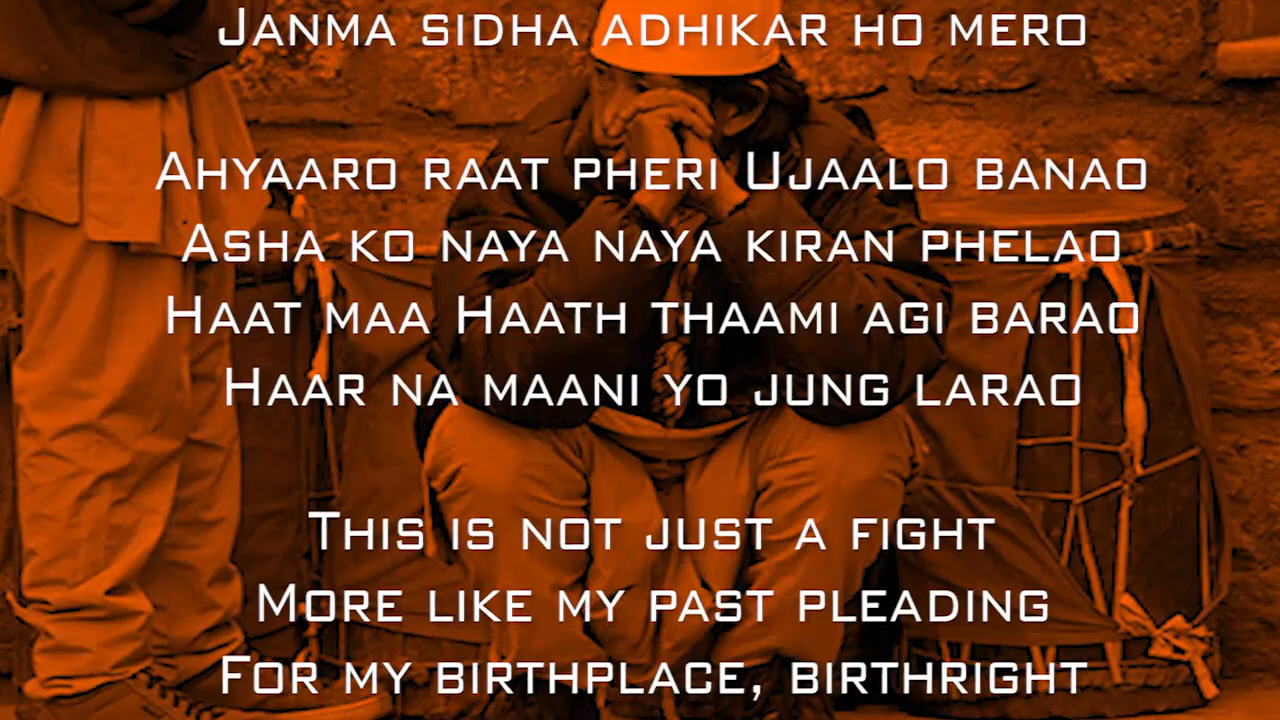 Janma sidha adhikar ho mero
Ahyaaro raat pheri Ujaalo banao
Asha ko naya naya kiran phelao
Haat maa Haath thaami agi barao
Haar na maani yo jung larao
This is not just a fight
More like my past pleading
For my birthplace, birthright